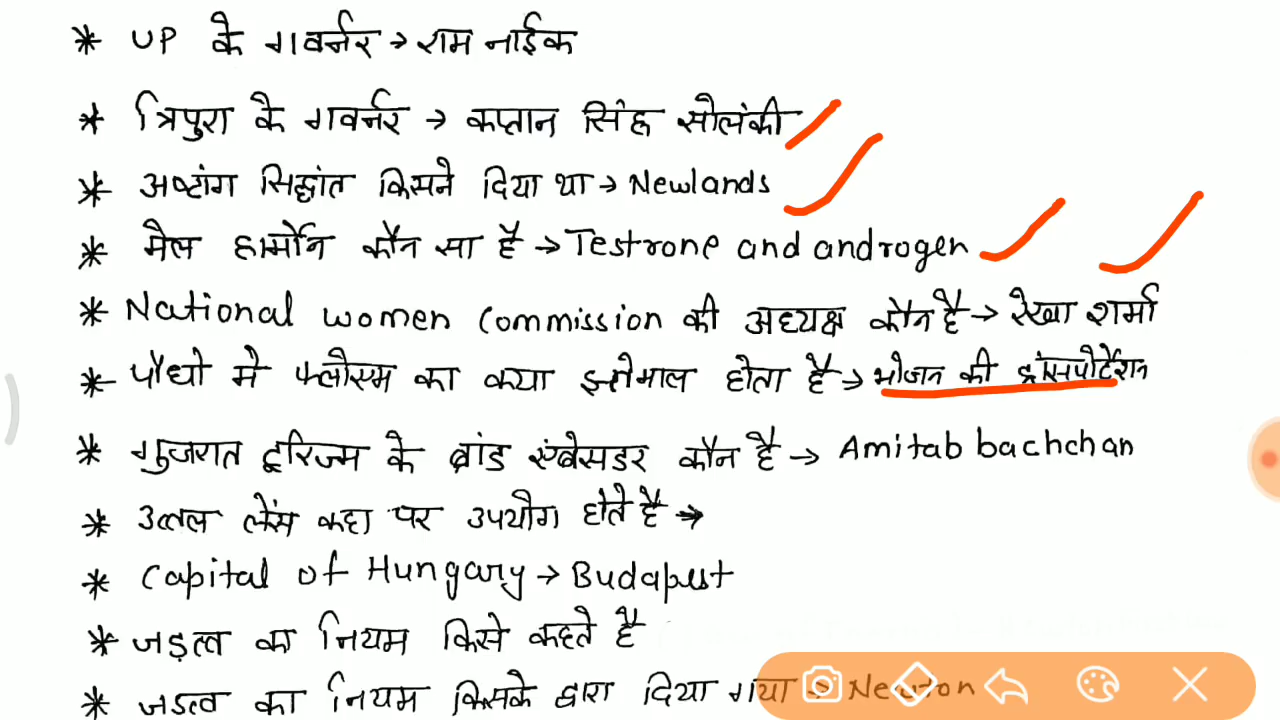 * UP के गवर्नर → राम नाईक
* त्रिपुरा के गवर्नर → कप्तान सिंह सोलंकी
* अष्टांग सिद्धांत किसने दिया था → Newlands
* मेल हार्मोन कौन सा है → Testrone and androgen
* National women Commission की अध्यक्ष कौन है → रेखा शर्मा
* पौधो मे फ्लोएम का क्या इस्तेमाल होता है → भोजन की ट्रांसपोर्टेशन
* गुजरात टूरिज्म के ब्रांड एंबेसडर कौन है → Amitab bachchan
* उत्तल लेंस कहा पर उपयोग होते है →
* Capital of Hungary → Budapest
* जड़त्व का नियम किसे कहते है
* जडत्व का नियम किसके द्वारा दिया गया → Newton